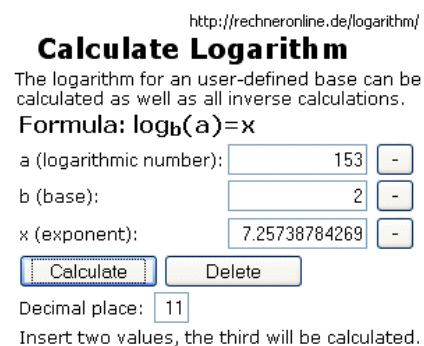 http://rechneronline.de/logarithm/
Calculate Logarithm
The logarithm for an user-defined base can be
calculated as well as all inverse calculations.
Formula: log_b(a)=x
a (logarithmic number): 153 -
b (base): 2 -
x (exponent): 7.25738784269 -
Calculate Delete
Decimal place: 11
Insert two values, the third will be calculated.